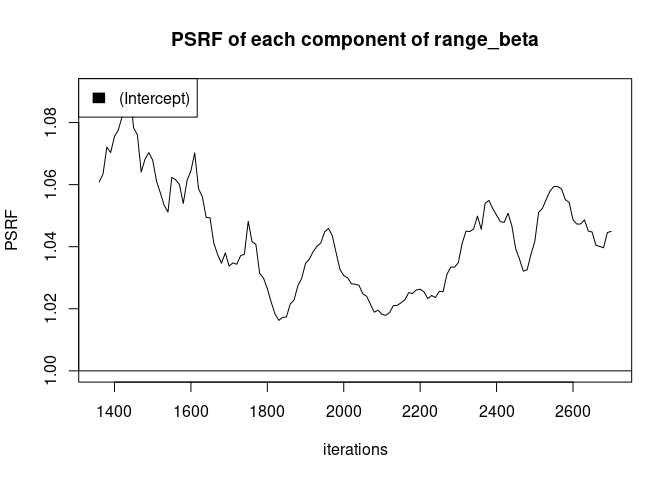 PSRF of each component of range_beta
(Intercept)
PSRF
1.08
1.06
1.04
1.02
1.00
1400 1600 1800 2000 2200 2400 2600
iterations